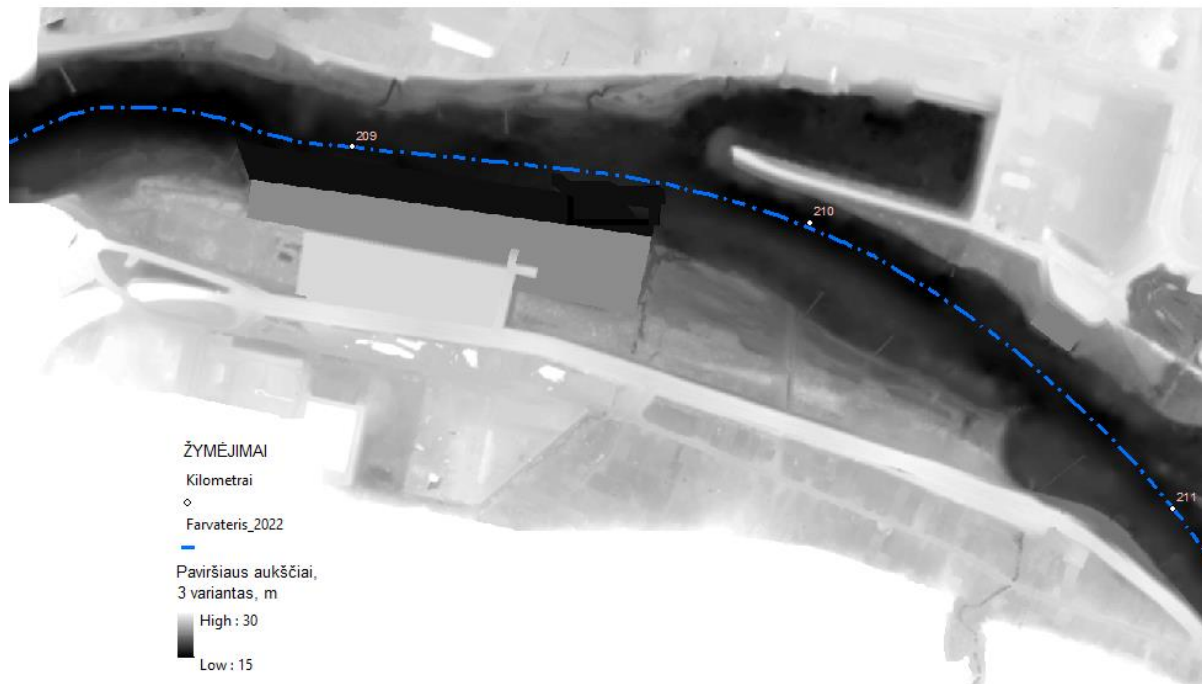 209
210
211
ŽYMĖJIMAI
Kilometrai
Farvateris_2022
Paviršiaus aukščiai,
3 variantas, m
High : 30
Low : 15